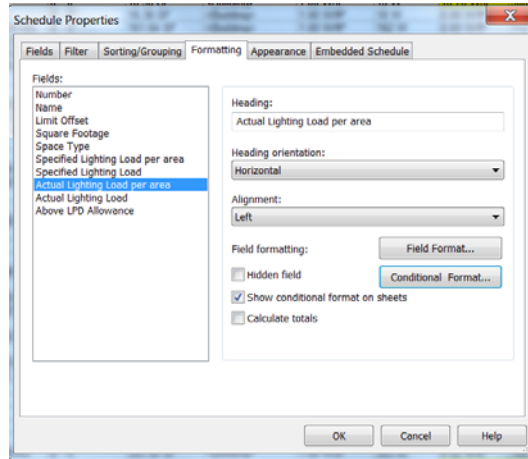 Schedule Properties
Fields Filter Sorting/Grouping Formatting Appearance Embedded Schedule
Fields:
Number
Name
Limit Offset
Square Footage
Space Type
Specified Lighting Load per area
Specified Lighting Load
Actual Lighting Load per area
Actual Lighting Load
Above LPD Allowance
Heading:
Actual Lighting Load per area
Heading orientation:
Horizontal
Alignment:
Left
Field formatting:
Field Format...
Hidden field
Conditional Format...
Show conditional format on sheets
Calculate totals
OK Cancel Help